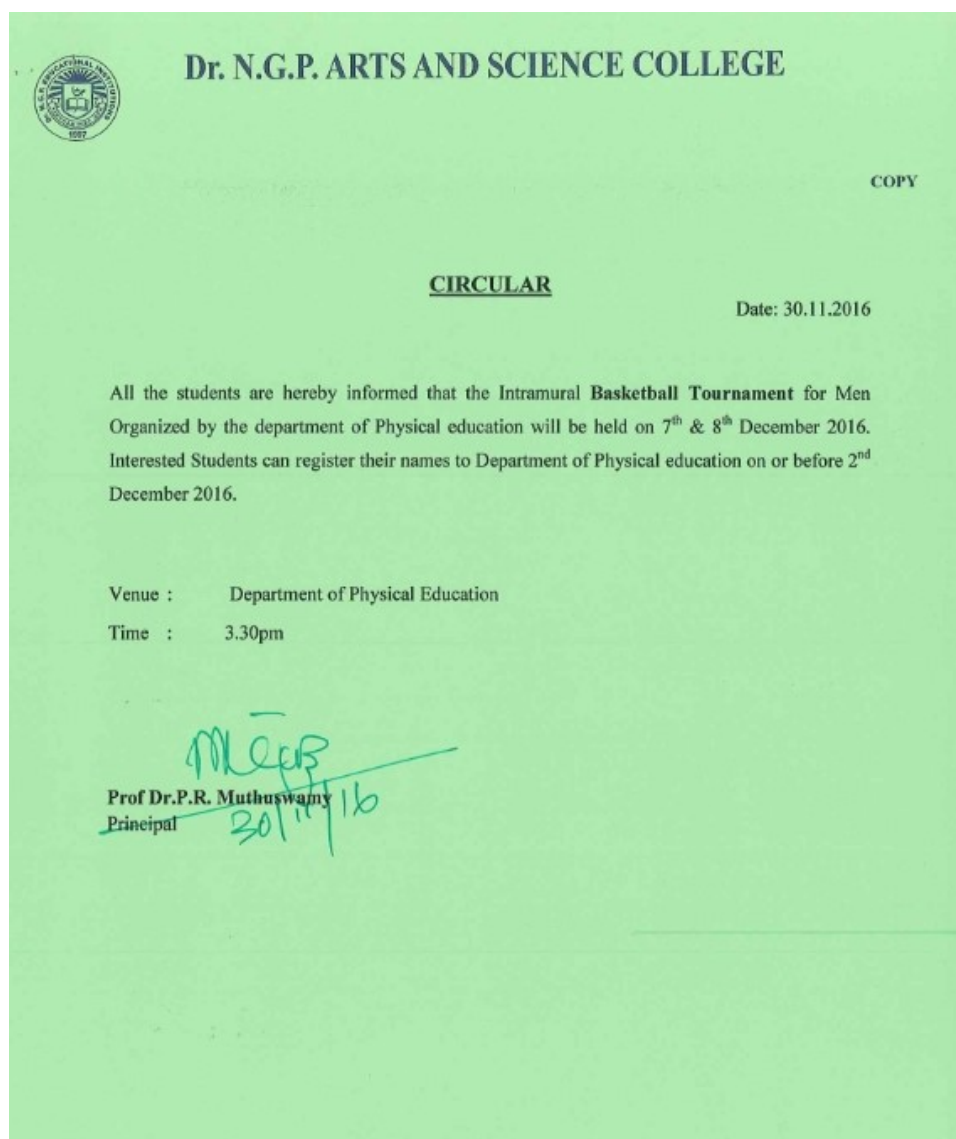 Dr. N.G.P. ARTS AND SCIENCE COLLEGE
1997
COPY
CIRCULAR
Date: 30.11.2016
All the students are hereby informed that the Intramural Basketball Tournament for Men
Organized by the department of Physical education will be held on 7th & 8th December 2016.
Interested Students can register their names to Department of Physical education on or before 2nd
December 2016.
Venue : Department of Physical Education
Time : 3.30pm
Prof Dr.P.R. Muthuswamy
Principal
30/11/16